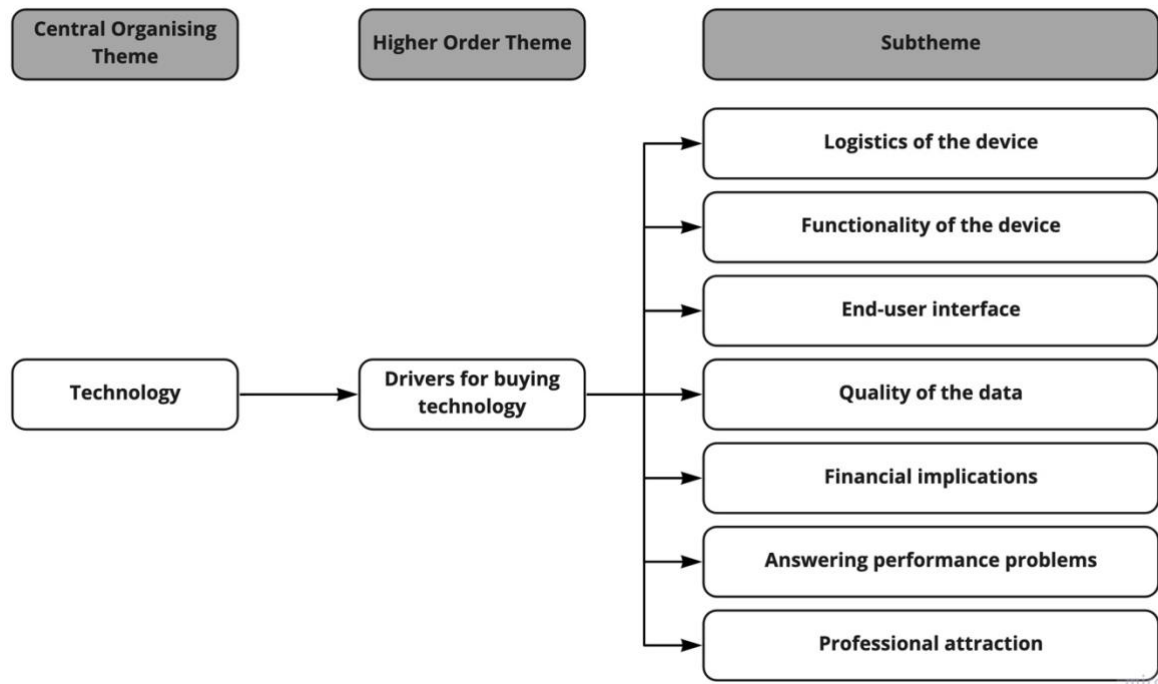 Central Organising
Theme
Higher Order Theme
Subtheme
Logistics of the device
Functionality of the device
End-user interface
Technology
Drivers for buying
technology
Quality of the data
Financial implications
Answering performance problems
Professional attraction